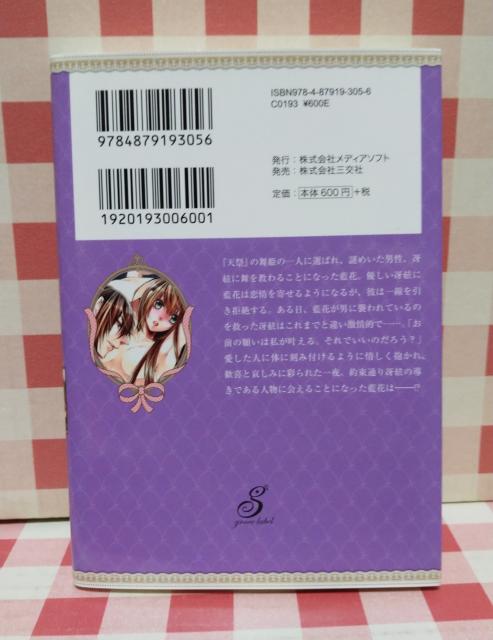 ISBN978-4-87919-305-6
C0193 ¥600E
9784879193056
発行：株式会社メディアソフト
発売：株式会社三交社
定価：本体600円+税
1920193006001
『天祭』の舞姫の一人に選ばれ、謎めいた男性、冴
紘に舞を教わることになった藍花。優しい冴紘に
藍花は恋情を寄せるようになるが、彼は一線を引
き拒絶する。ある日、藍花が男に襲われているの
を救った冴紘はこれまでと違い激情的で――。「お
前の願いは私が叶える。それでいいのだろう？」
愛した人に体に刻み付けるように情しく抱かれ、
歓喜と哀しみに彩られた一夜。約束通り冴紘の導
きである人物に会えることになった藍花は――!?
gran label